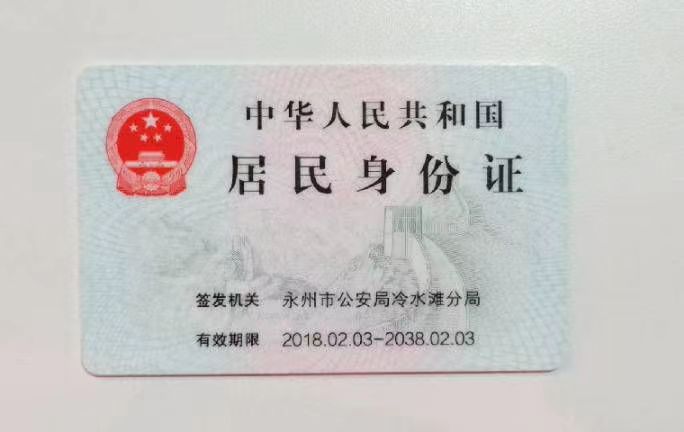 中华人民共和国
居民身份证
签发机关 永州市公安局冷水滩分局
有效期限 2018.02.03-2038.02.03